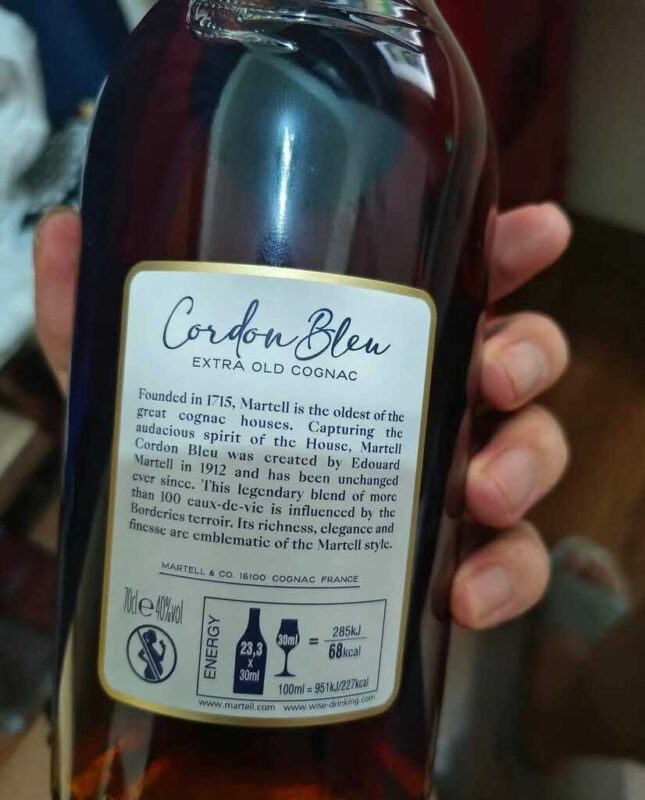 Cordon Bleu
EXTRA OLD COGNAC
Founded in 1715, Martell is the oldest of the
great cognac houses. Capturing the
audacious spirit of the House, Martell
Cordon Bleu was created by Edouard
Martell in 1912 and has been unchanged
ever since. This legendary blend of more
than 100 eaux-de-vie is influenced by the
Borderies terroir. Its richness, elegance and
finesse are emblematic of the Martell style.
MARTELL & CO. 16100 COGNAC FRANCE
70cl e 40%vol
ENERGY
23,3
x
30ml
30ml
=
285kJ
68kcal
100ml = 951kJ/227kcal
www.martell.com www.wise-drinking.com